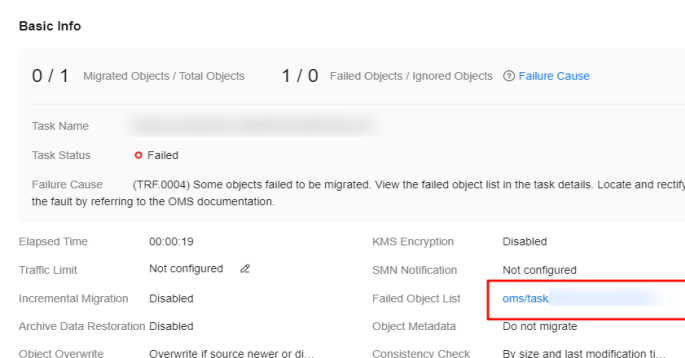 Basic Info
0 / 1 Migrated Objects / Total Objects 1 / 0 Failed Objects / Ignored Objects ? Failure Cause
Task Name
Task Status Failed
Failure Cause (TRF.0004) Some objects failed to be migrated. View the failed object list in the task details. Locate and rectify
the fault by referring to the OMS documentation.
Elapsed Time 00:00:19 KMS Encryption Disabled
Traffic Limit Not configured SMN Notification Not configured
Incremental Migration Disabled Failed Object List oms/task
Archive Data Restoration Disabled Object Metadata Do not migrate
Object Overwrite Overwrite if source newer or di... Consistency Check By size and last modification ti...